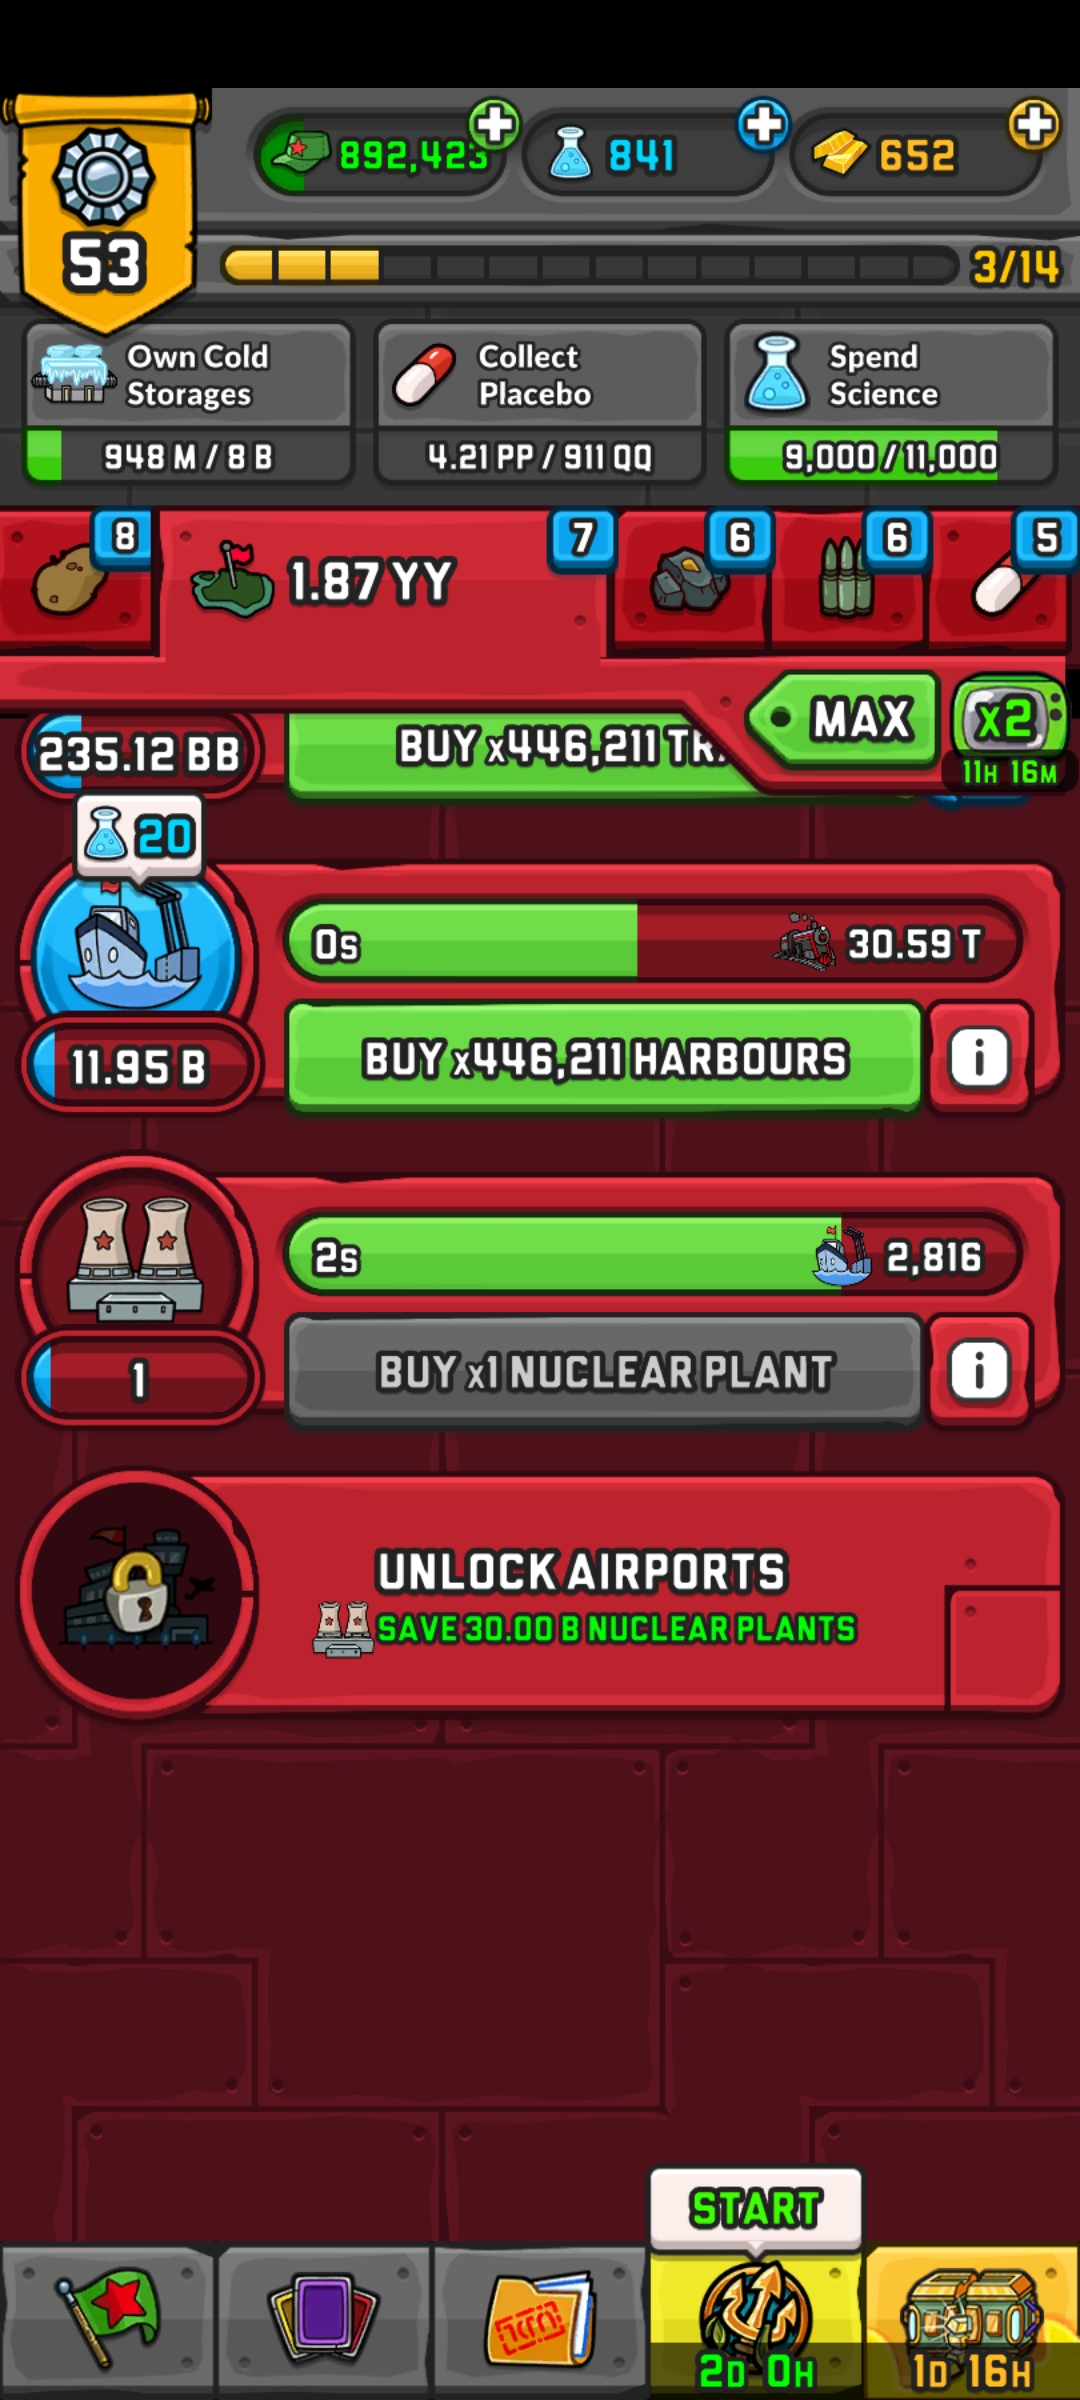 892,423
841
652
53
3/14
Own Cold
Storages
948 M / 8 B
Collect
Placebo
4.21 PP / 911 QQ
Spend
Science
9,000 / 11,000
8
1.87 YY
7
6
6
5
MAX
x2
11H 16M
235.12 BB
BUY x446,211
20
0s
30.59 T
11.95 B
BUY x446,211 HARBOURS
i
2s
2,816
1
BUY x1 NUCLEAR PLANT
i
UNLOCK AIRPORTS
SAVE 30.00 B NUCLEAR PLANTS
START
2D 0H
1D 16H